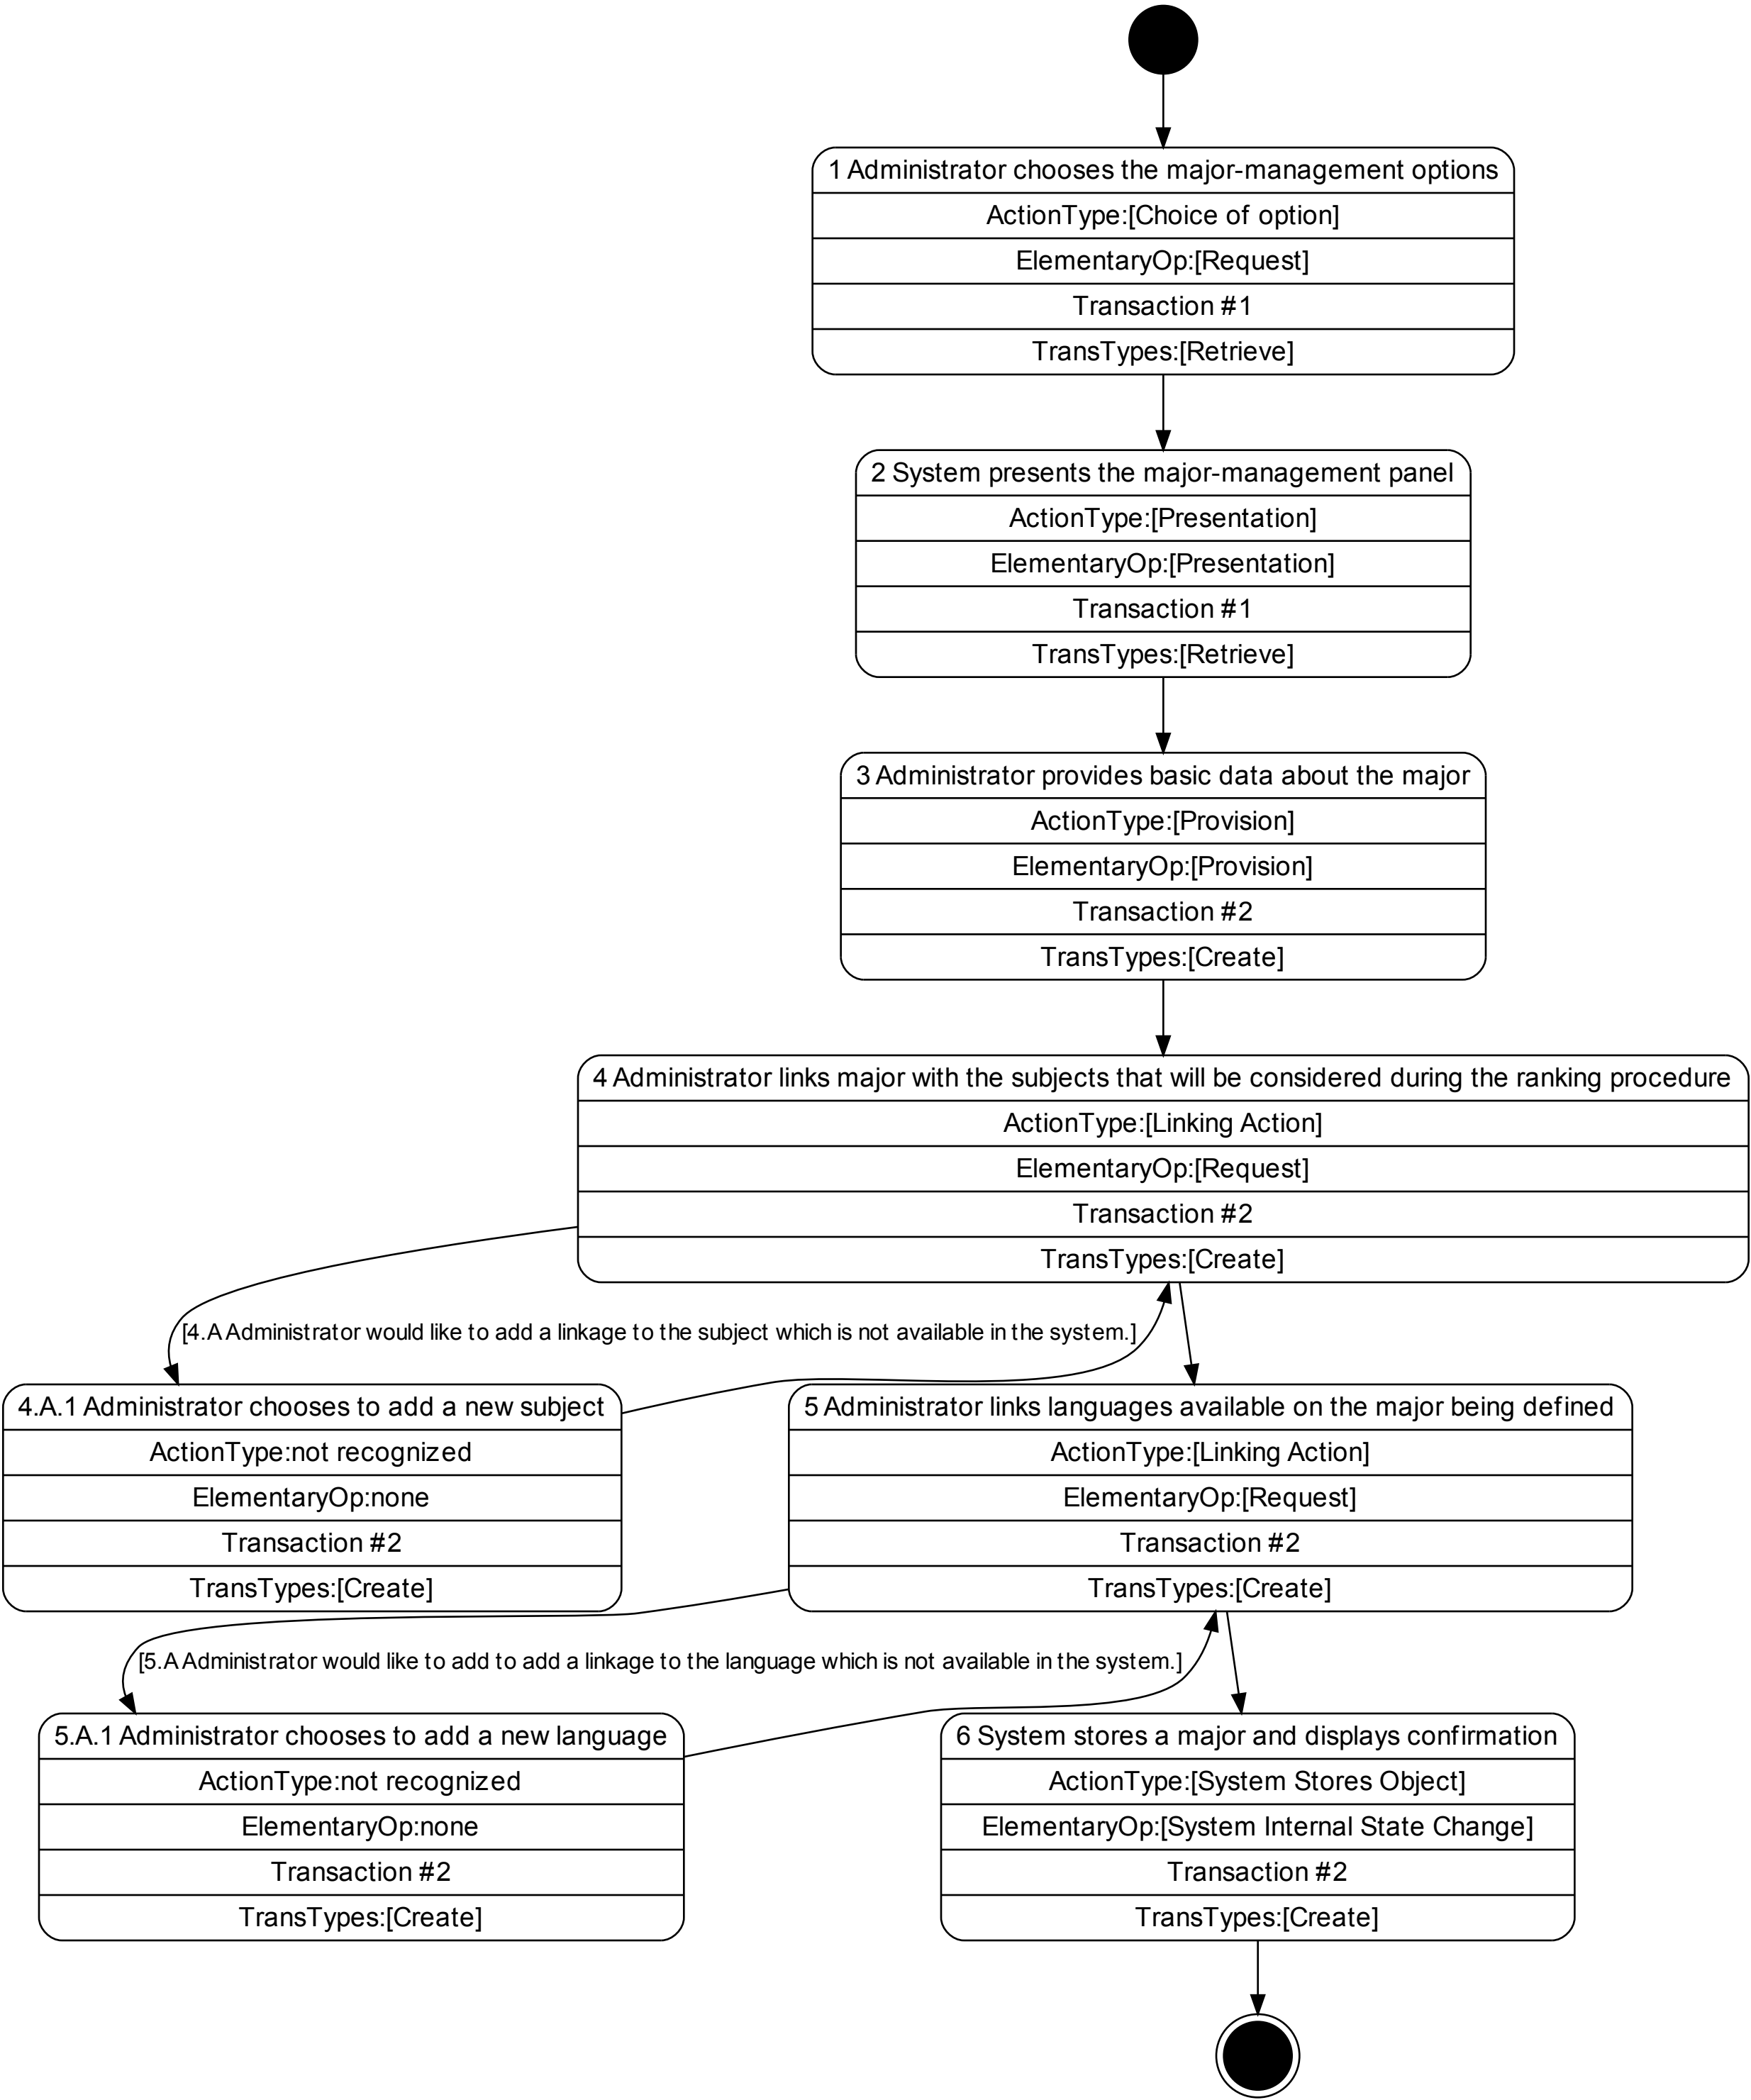 1 Administrator chooses the major-management options
ActionType:[Choice of option]
ElementaryOp:[Request]
Transaction #1
TransTypes:[Retrieve]
2 System presents the major-management panel
ActionType:[Presentation]
ElementaryOp:[Presentation]
Transaction #1
TransTypes:[Retrieve]
3 Administrator provides basic data about the major
ActionType:[Provision]
ElementaryOp:[Provision]
Transaction #2
TransTypes:[Create]
4 Administrator links major with the subjects that will be considered during the ranking procedure
ActionType:[Linking Action]
ElementaryOp:[Request]
Transaction #2
TransTypes:[Create]
[4.A Administrator would like to add a linkage to the subject which is not available in the system.]
4.A.1 Administrator chooses to add a new subject
ActionType:not recognized
ElementaryOp:none
Transaction #2
TransTypes:[Create]
5 Administrator links languages available on the major being defined
ActionType:[Linking Action]
ElementaryOp:[Request]
Transaction #2
TransTypes:[Create]
[5.A Administrator would like to add to add a linkage to the language which is not available in the system.]
5.A.1 Administrator chooses to add a new language
ActionType:not recognized
ElementaryOp:none
Transaction #2
TransTypes:[Create]
6 System stores a major and displays confirmation
ActionType:[System Stores Object]
ElementaryOp:[System Internal State Change]
Transaction #2
TransTypes:[Create]